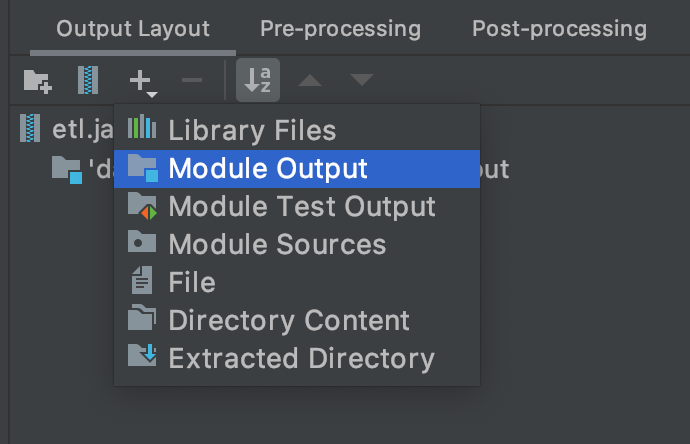 Output Layout Pre-processing Post-processing
az
etl.ja
Library Files
'da
Module Output
out
Module Test Output
Module Sources
File
Directory Content
Extracted Directory